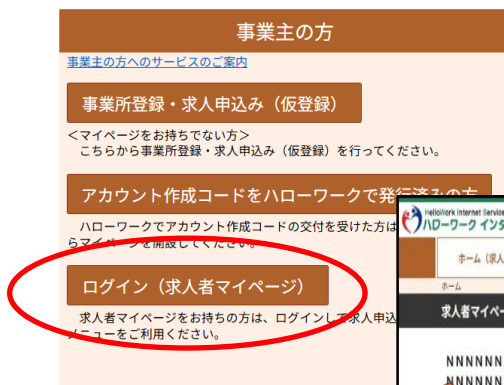 事業主の方
事業主の方へのサービスのご案内
事業所登録・求人申込み（仮登録）
＜マイページをお持ちでない方＞
こちらから事業所登録・求人申込み（仮登録）を行ってください。
アカウント作成コードをハローワークで発行済みの方
ハローワークでアカウント作成コードの交付を受けた方は
らマイページを開設してください。
ログイン（求人者マイページ）
求人者マイページをお持ちの方は、ログインして求人申込
メニューをご利用ください。
HelloWork Internet Service
ハローワーク インタ
ホーム（求人
ホーム
求人者マイペー
NNNNNN
NNNNNN